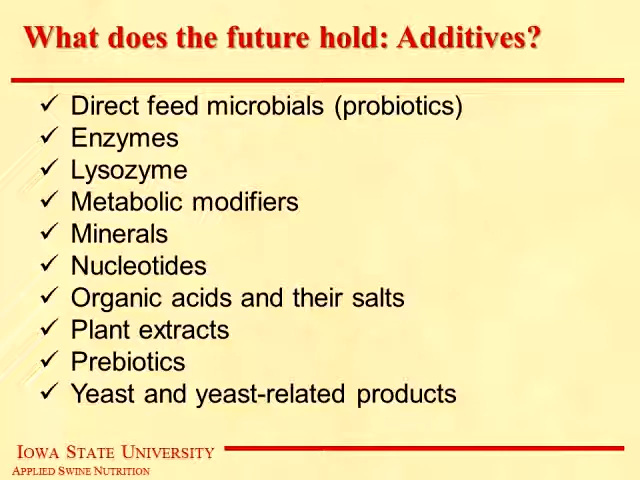 What does the future hold: Additives?
✓ Direct feed microbials (probiotics)
✓ Enzymes
✓ Lysozyme
✓ Metabolic modifiers
✓ Minerals
✓ Nucleotides
✓ Organic acids and their salts
✓ Plant extracts
✓ Prebiotics
✓ Yeast and yeast-related products
IOWA STATE UNIVERSITY
APPLIED SWINE NUTRITION